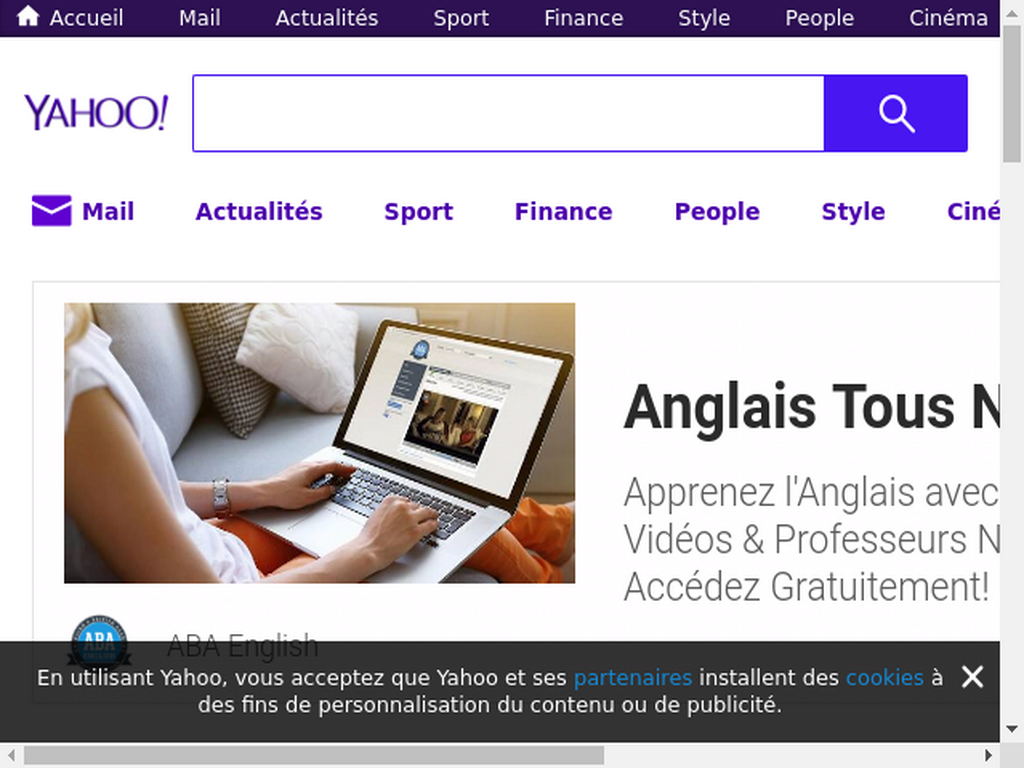 Accueil Mail Actualités Sport Finance Style People Cinéma
YAHOO!
Mail Actualités Sport Finance People Style Ciné
Anglais Tous N
Apprenez l'Anglais avec
Vidéos & Professeurs N
Accédez Gratuitement!
ABA
ABA English
En utilisant Yahoo, vous acceptez que Yahoo et ses partenaires installent des cookies à
des fins de personnalisation du contenu ou de publicité.